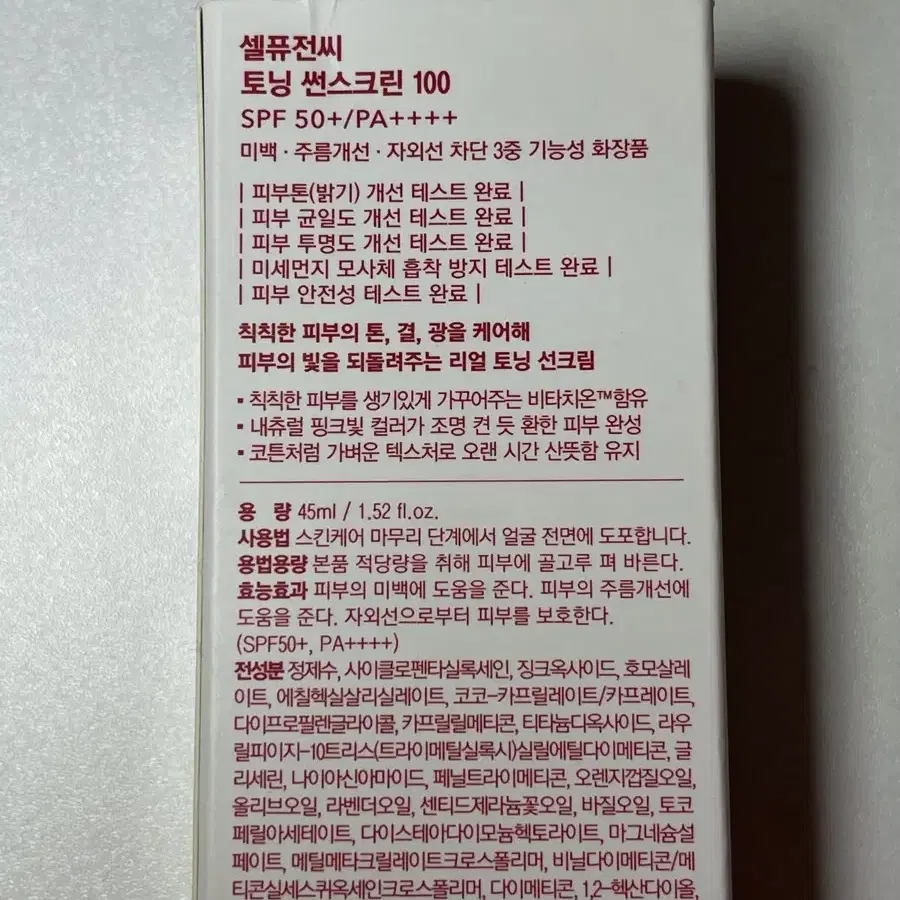 셀퓨전씨
토닝 썬스크린 100
SPF 50+/PA++++
미백 · 주름개선 · 자외선 차단 3중 기능성 화장품
| 피부톤(밝기) 개선 테스트 완료 |
| 피부 균일도 개선 테스트 완료 |
| 피부 투명도 개선 테스트 완료 |
| 미세먼지 모사체 흡착 방지 테스트 완료 |
| 피부 안전성 테스트 완료 |
칙칙한 피부의 톤, 결, 광을 케어해
피부의 빛을 되돌려주는 리얼 토닝 선크림
▪ 칙칙한 피부를 생기있게 가꾸어주는 비타치온™함유
▪ 내츄럴 핑크빛 컬러가 조명 켠 듯 환한 피부 완성
▪ 코튼처럼 가벼운 텍스처로 오랜 시간 산뜻함 유지
용 량 45ml / 1.52 fl.oz.
사용법 스킨케어 마무리 단계에서 얼굴 전면에 도포합니다.
용법용량 본품 적당량을 취해 피부에 골고루 펴 바른다.
효능효과 피부의 미백에 도움을 준다. 피부의 주름개선에
도움을 준다. 자외선으로부터 피부를 보호한다.
(SPF50+, PA++++)
전성분 정제수, 사이클로펜타실록세인, 징크옥사이드, 호모살레
이트, 에칠헥실살리실레이트, 코코-카프릴레이트/카프레이트,
다이프로필렌글라이콜, 카프릴릴메티콘, 티타늄디옥사이드, 라우
릴피이지-10트리스(트라이메틸실록시)실릴에틸다이메티콘, 글
리세린, 나이아신아마이드, 페닐트라이메티콘, 오렌지껍질오일,
올리브오일, 라벤더오일, 센티드제라늄꽃오일, 바질오일, 토코
페릴아세테이트, 다이스테아다이모늄헥토라이트, 마그네슘설
페이트, 메틸메타크릴레이트크로스폴리머, 비닐다이메티콘/메
티콘실세스퀴옥세인크로스폴리머, 다이메티콘, 1,2-헥산다이올,